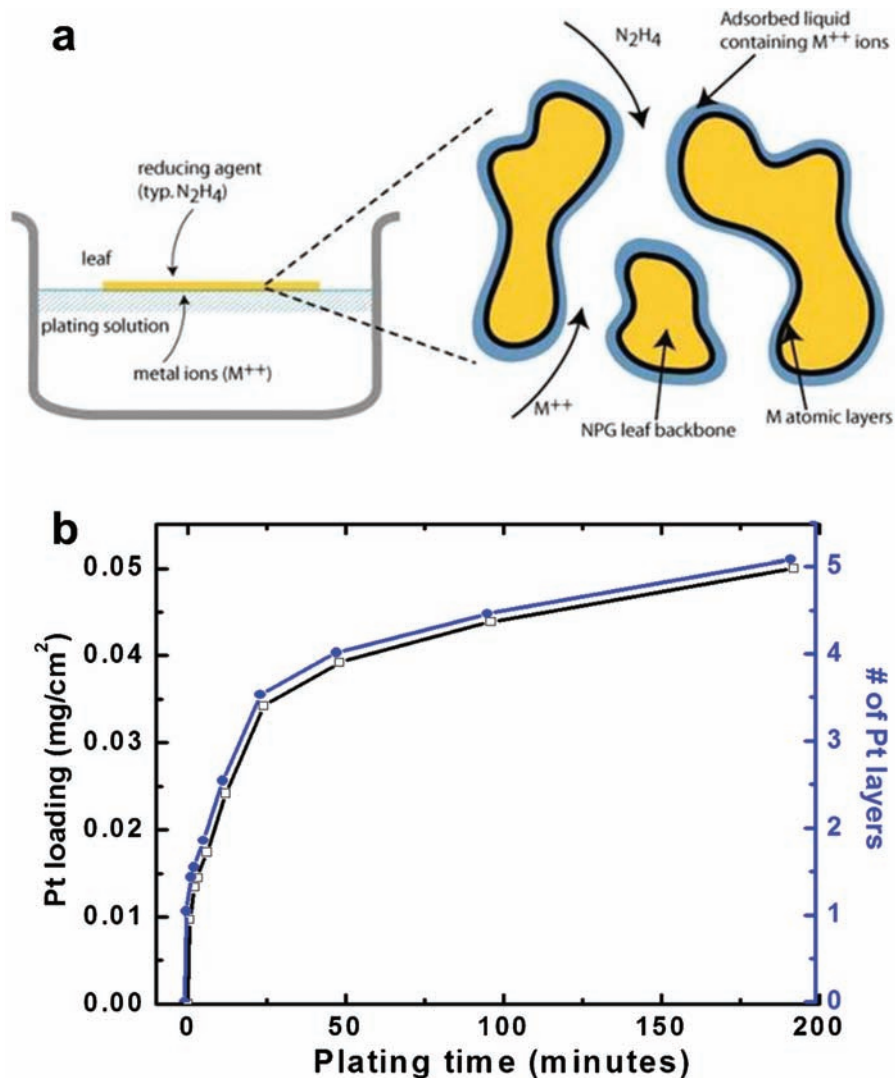 a
N₂H₄
Adsorbed liquid
containing M⁺⁺ ions
reducing agent
(typ. N₂H₄)
leaf
plating solution
metal ions (M⁺⁺)
M⁺⁺
NPG leaf backbone
M atomic layers
b
0.05
0.04
0.03
0.02
0.01
0.00
Pt loading (mg/cm²)
5
4
3
2
1
0
# of Pt layers
0
50
100
150
200
Plating time (minutes)